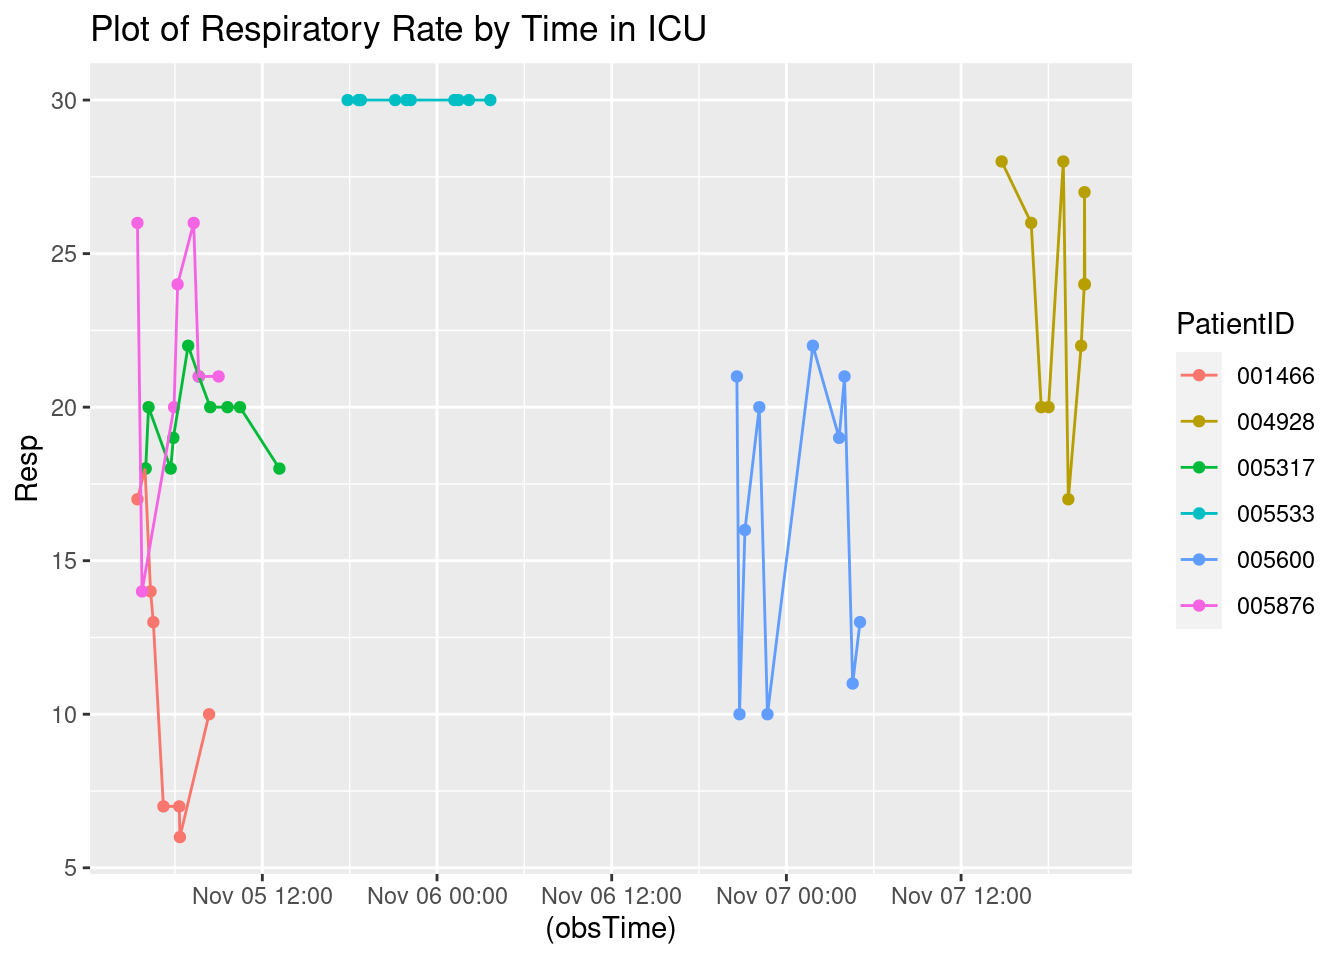 Plot of Respiratory Rate by Time in ICU
Resp
30
25
20
15
10
5
Nov 05 12:00 Nov 06 00:00 Nov 06 12:00 Nov 07 00:00 Nov 07 12:00
(obsTime)
PatientID
001466
004928
005317
005533
005600
005876